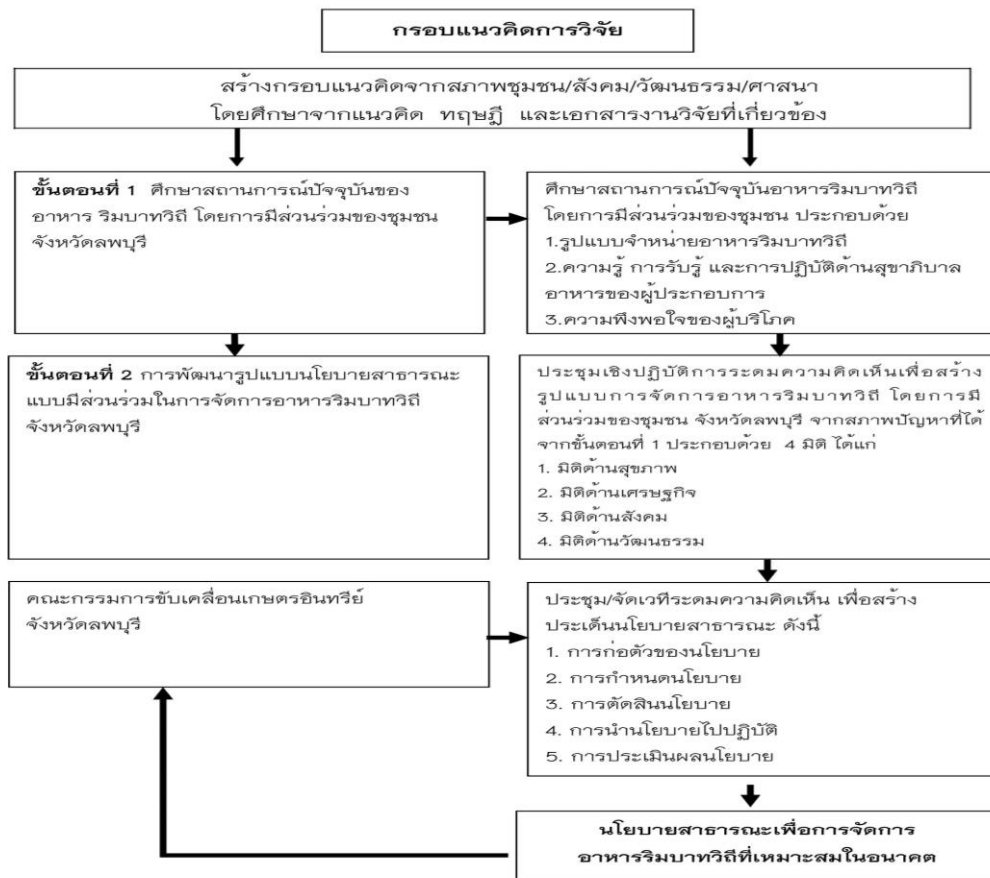 กรอบแนวคิดการวิจัย
สร้างกรอบแนวคิดจากสภาพชุมชน/สังคม/วัฒนธรรม/ศาสนา
โดยศึกษาจากแนวคิด ทฤษฎี และเอกสารงานวิจัยที่เกี่ยวข้อง
ขั้นตอนที่ 1 ศึกษาสถานการณ์ปัจจุบันของ
อาหาร ริมบาทวิถี โดยการมีส่วนร่วมของชุมชน
จังหวัดลพบุรี
ศึกษาสถานการณ์ปัจจุบันอาหารริมบาทวิถี
โดยการมีส่วนร่วมของชุมชน ประกอบด้วย
1.รูปแบบจำหน่ายอาหารริมบาทวิถี
2.ความรู้ การรับรู้ และการปฏิบัติด้านสุขาภิบาล
อาหารของผู้ประกอบการ
3.ความพึงพอใจของผู้บริโภค
ขั้นตอนที่ 2 การพัฒนารูปแบบนโยบายสาธารณะ
แบบมีส่วนร่วมในการจัดการอาหารริมบาทวิถี
จังหวัดลพบุรี
ประชุมเชิงปฏิบัติการระดมความคิดเห็นเพื่อสร้าง
รูปแบบการจัดการอาหารริมบาทวิถี โดยการมี
ส่วนร่วมของชุมชน จังหวัดลพบุรี จากสภาพปัญหาที่ได้
จากขั้นตอนที่ 1 ประกอบด้วย 4 มิติ ได้แก่
1. มิติด้านสุขภาพ
2. มิติด้านเศรษฐกิจ
3. มิติด้านสังคม
4. มิติด้านวัฒนธรรม
คณะกรรมการขับเคลื่อนเกษตรอินทรีย์
จังหวัดลพบุรี
ประชุม/จัดเวทีระดมความคิดเห็น เพื่อสร้าง
ประเด็นนโยบายสาธารณะ ดังนี้
1. การก่อตัวของนโยบาย
2. การกำหนดนโยบาย
3. การตัดสินนโยบาย
4. การนำนโยบายไปปฏิบัติ
5. การประเมินผลนโยบาย
นโยบายสาธารณะเพื่อการจัดการ
อาหารริมบาทวิถีที่เหมาะสมในอนาคต